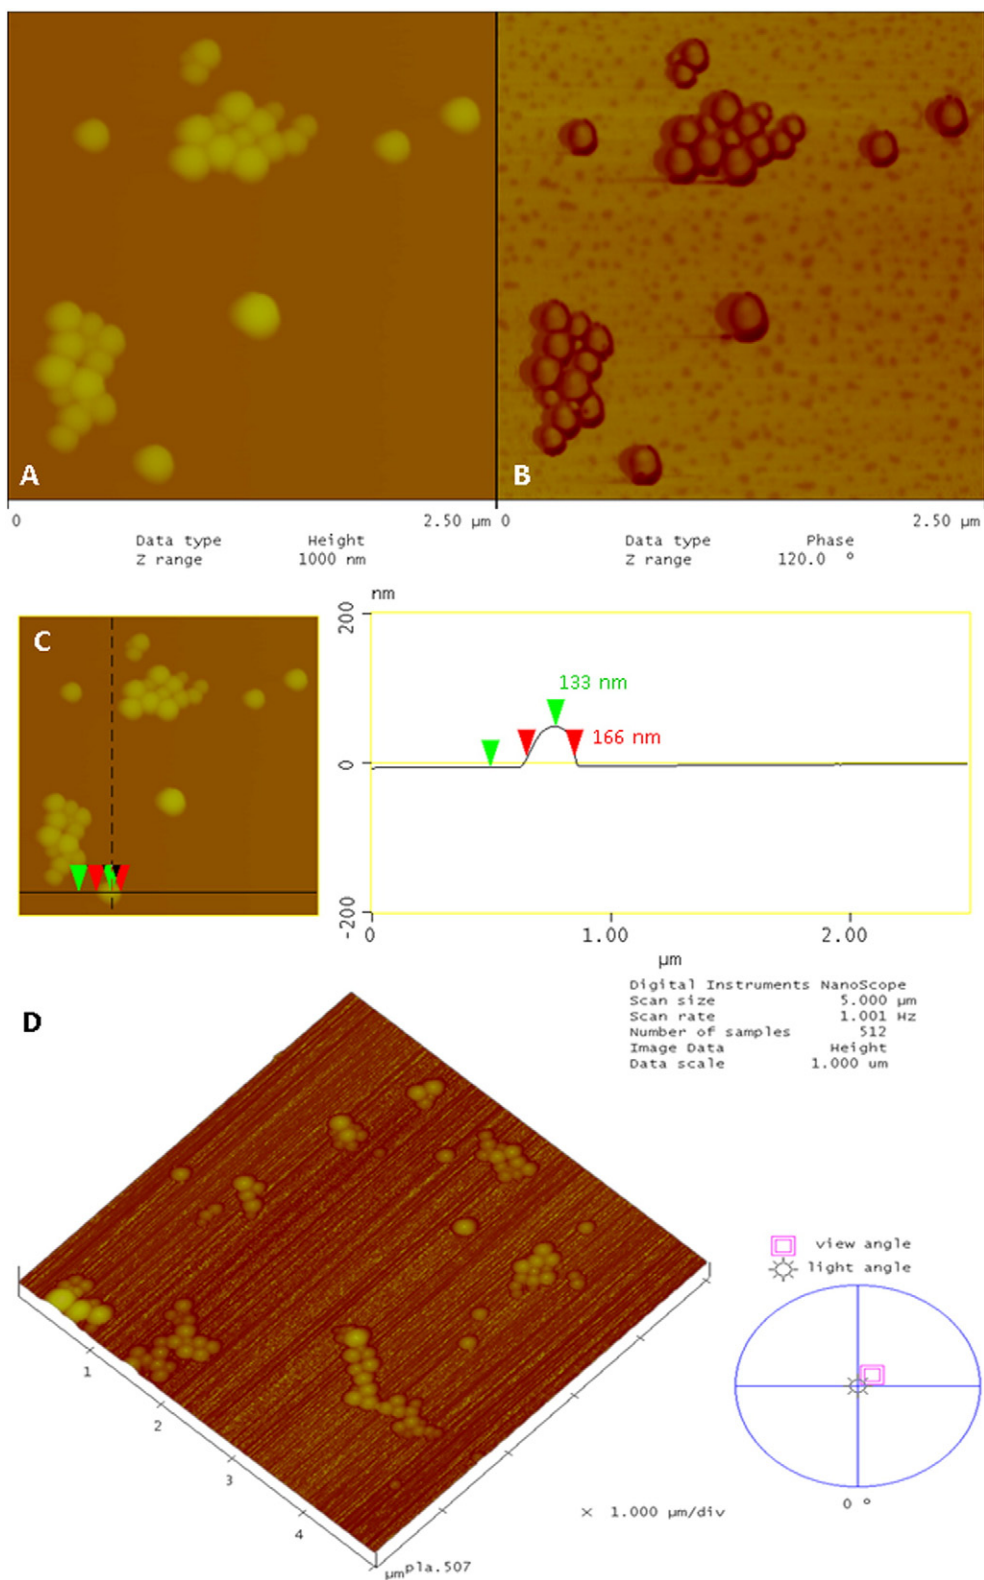 A
B
0 2.50 µm 0 2.50 µm
Data type Height Data type Phase
Z range 1000 nm Z range 120.0 º
C
nm
200
0
-200
133 nm
166 nm
0 1.00 2.00
µm
Digital Instruments NanoScope
Scan size 5.000 µm
Scan rate 1.001 Hz
Number of samples 512
Image Data Height
Data scale 1.000 um
D
view angle
light angle
0 º
1
2
3
4
µm
× 1.000 µm/div
pla.507